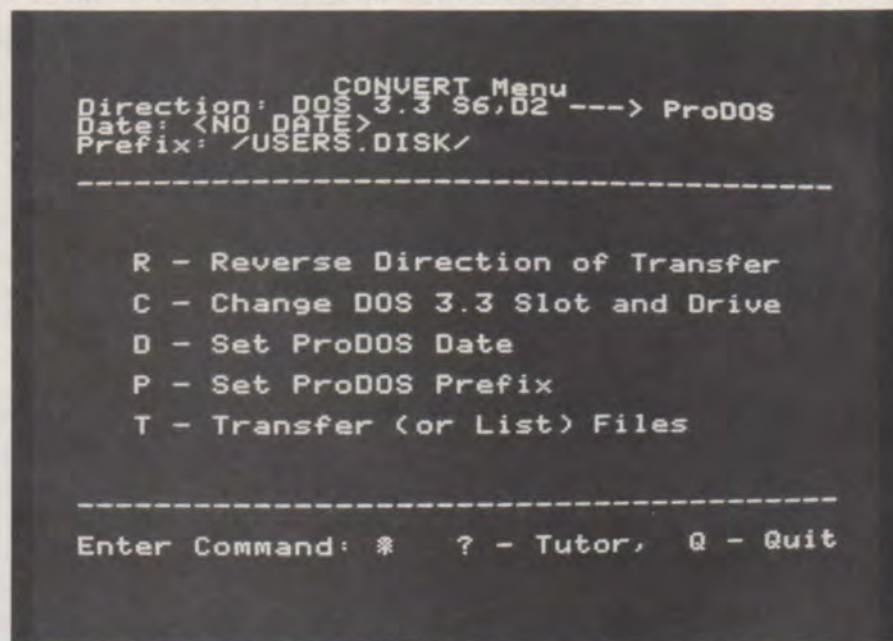 CONVERT Menu
Direction: DOS 3.3 S6,D2 ---> ProDOS
Date: <NO DATE>
Prefix: /USERS.DISK/
---------------------------------------
R - Reverse Direction of Transfer
C - Change DOS 3.3 Slot and Drive
D - Set ProDOS Date
P - Set ProDOS Prefix
T - Transfer (or List) Files
---------------------------------------
Enter Command: * ? - Tutor, Q - Quit